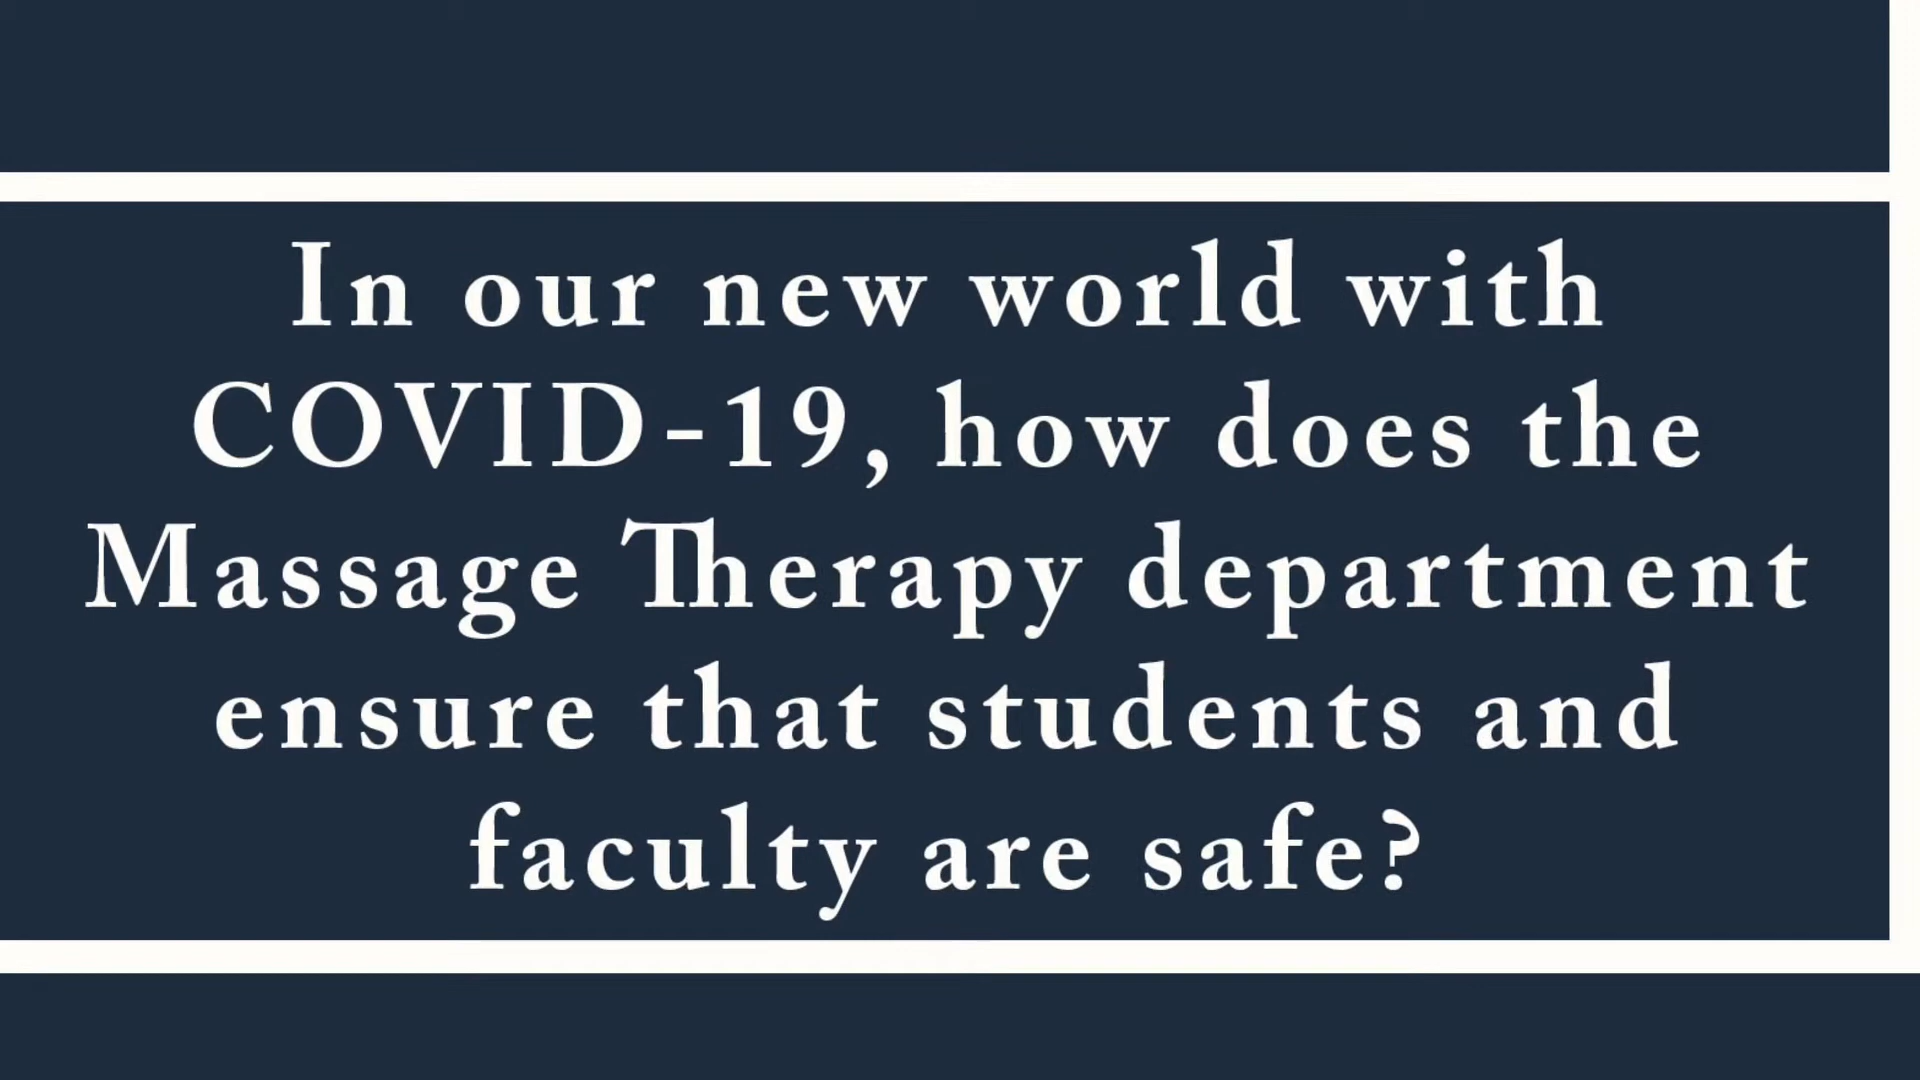 In our new world with
COVID-19, how does the
Massage Therapy department
ensure that students and
faculty are safe?